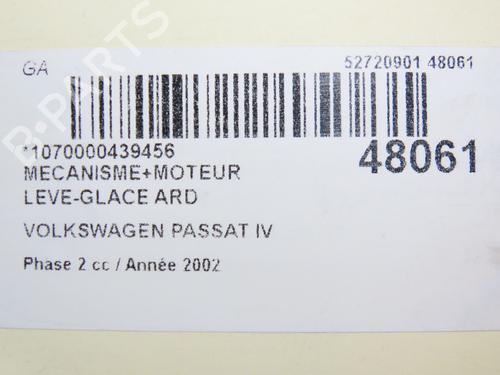 GA 52720901 48061
*1070000439456 48061
MECANISME+MOTEUR
LEVE-GLACE ARD
VOLKSWAGEN PASSAT IV
Phase 2 cc / Année 2002
B-PARTS